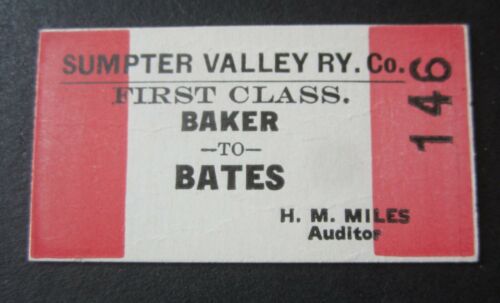 SUMPTER VALLEY RY. Co.
FIRST CLASS.
BAKER
—TO—
BATES
H. M. MILES
Auditor
146